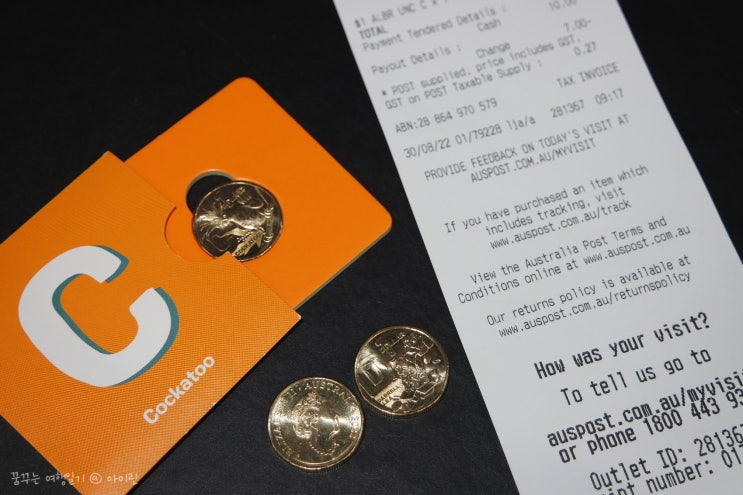 C
Cockatoo
$1 ALBR UNC C x
TOTAL 10.00
Payment Tendered Details :
Cash
Payout Details : Change 7.00-
* POST supplied, price includes GST.
GST on POST Taxable Supply : 0.27
TAX INVOICE
ABN:28 864 970 579
30/08/22 01/79228 lja/a 281367 09:17
PROVIDE FEEDBACK ON TODAY'S VISIT AT
AUSPOST.COM.AU/MYVISIT
If you have purchased an item which
includes tracking, visit
www.auspost.com.au/track
View the Australia Post Terms and
Conditions online at www.auspost.com.au
Our returns policy is available at
www.auspost.com.au/returnspolicy
How was your visit?
To tell us go to
auspost.com.au/myvisit
or phone 1800 443 93
Outlet ID: 281367
int number: 01
D
꿈꾸는 여행일기 @ 아이린